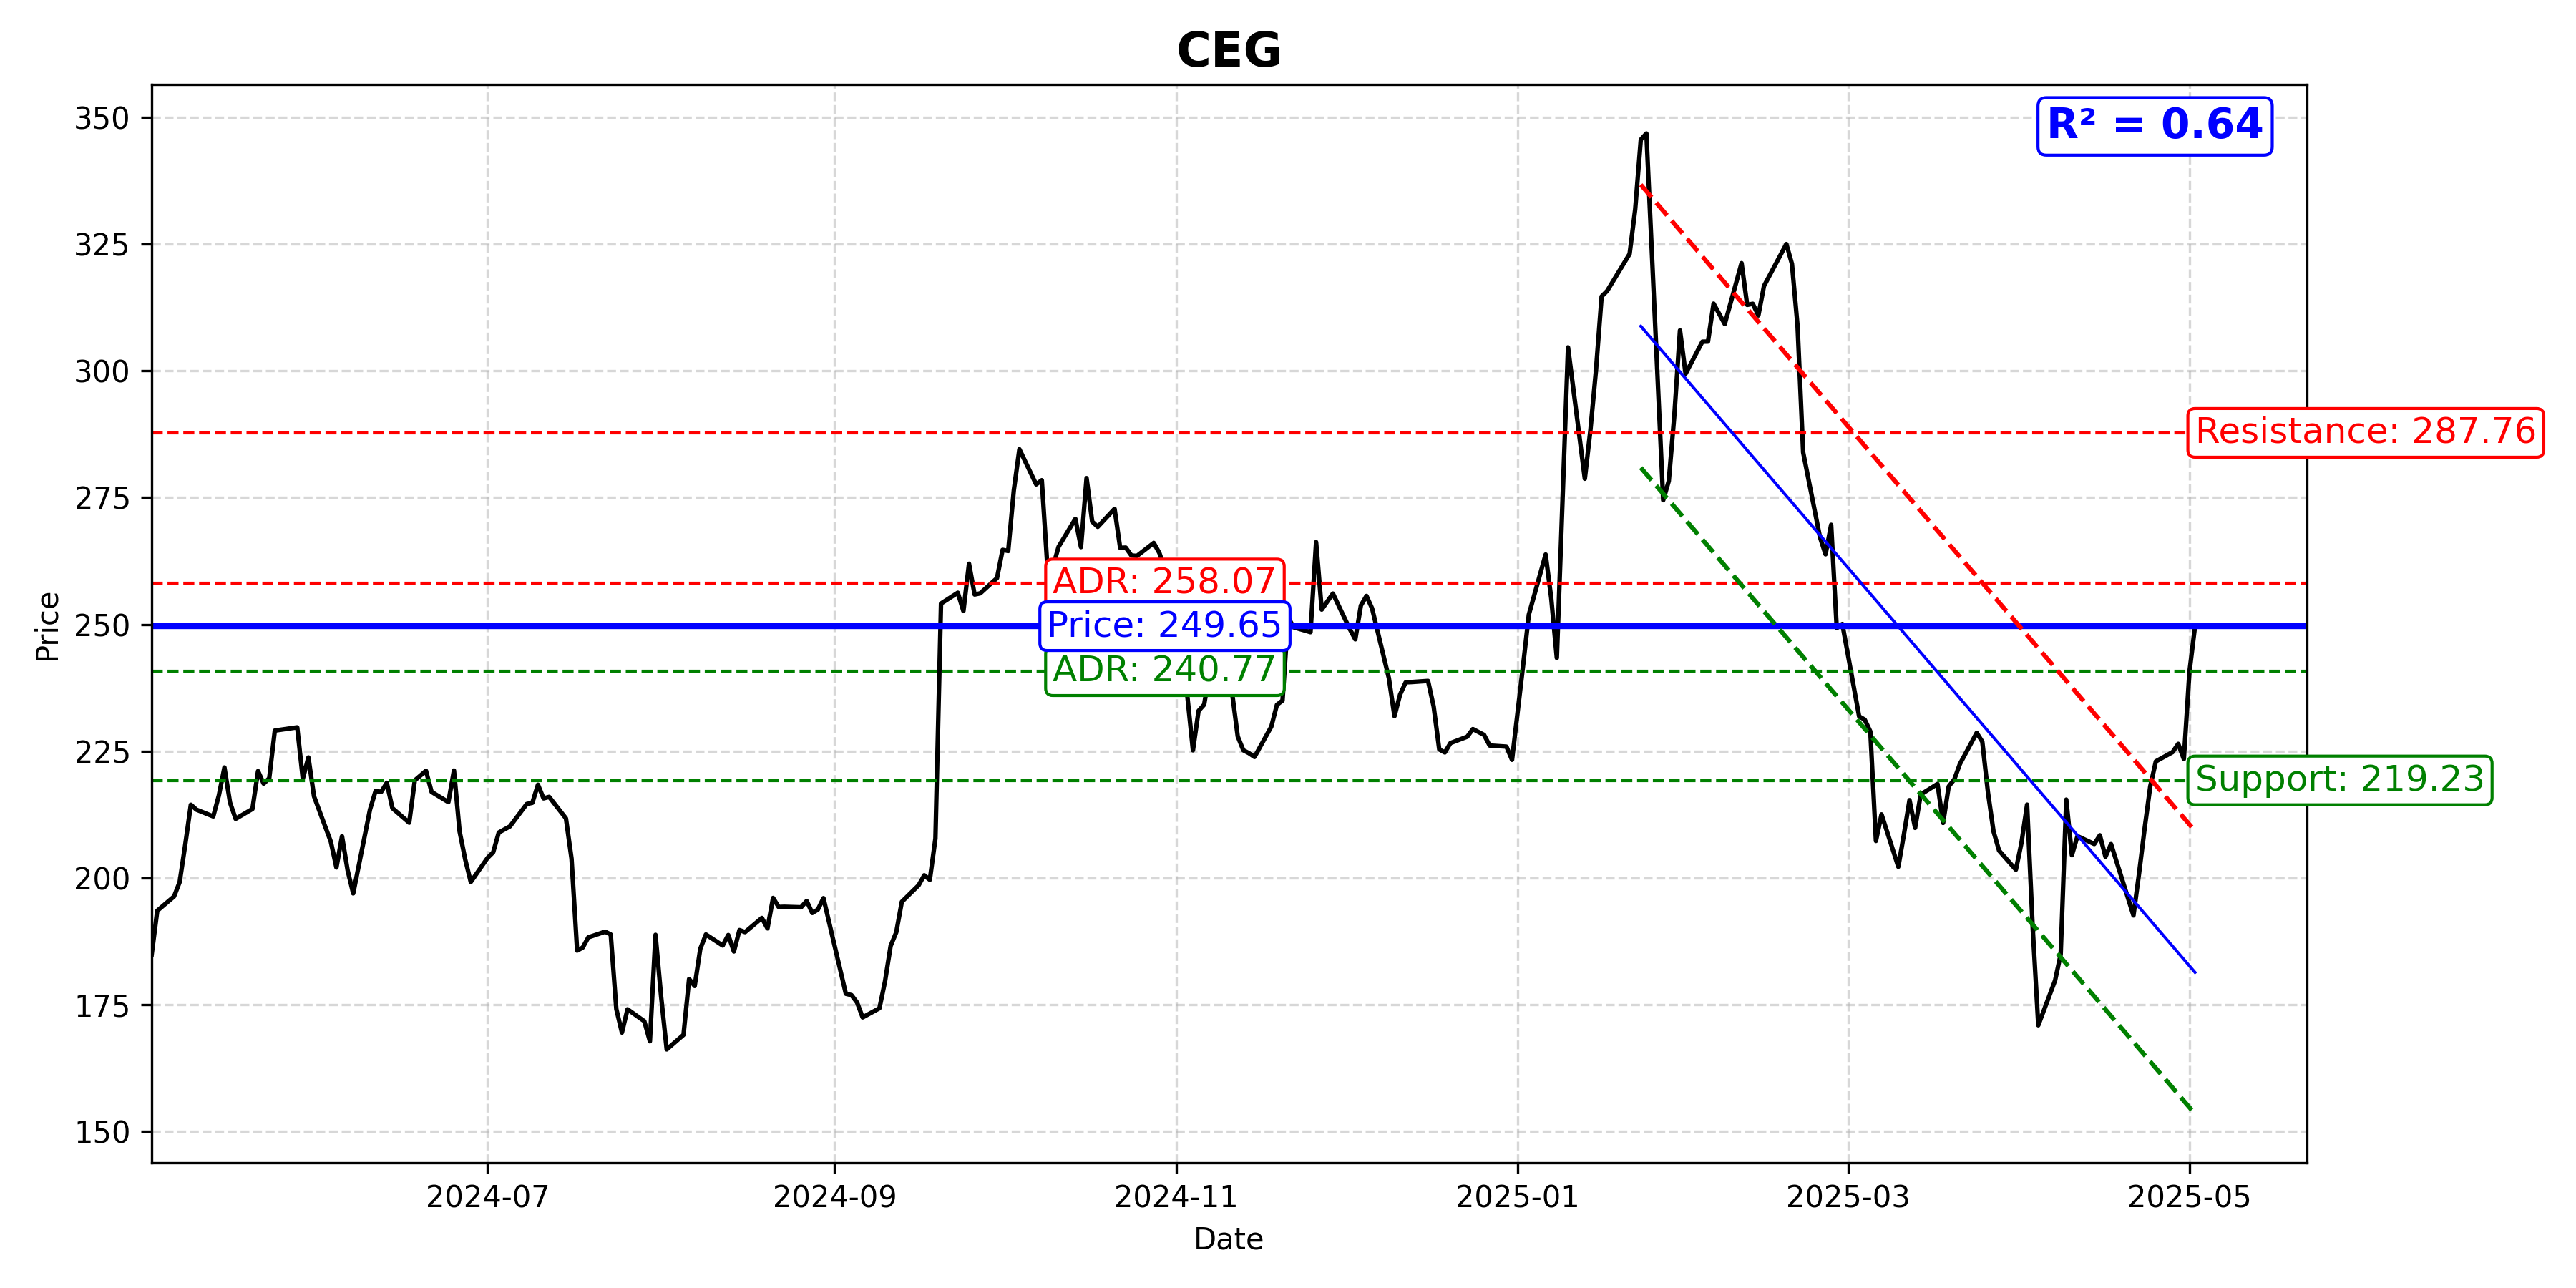 CEG
R² = 0.64
350
325
300
275
250
225
200
175
150
Price
Resistance: 287.76
ADR: 258.07
Price: 249.65
ADR: 240.77
Support: 219.23
2024-07
2024-09
2024-11
2025-01
2025-03
2025-05
Date